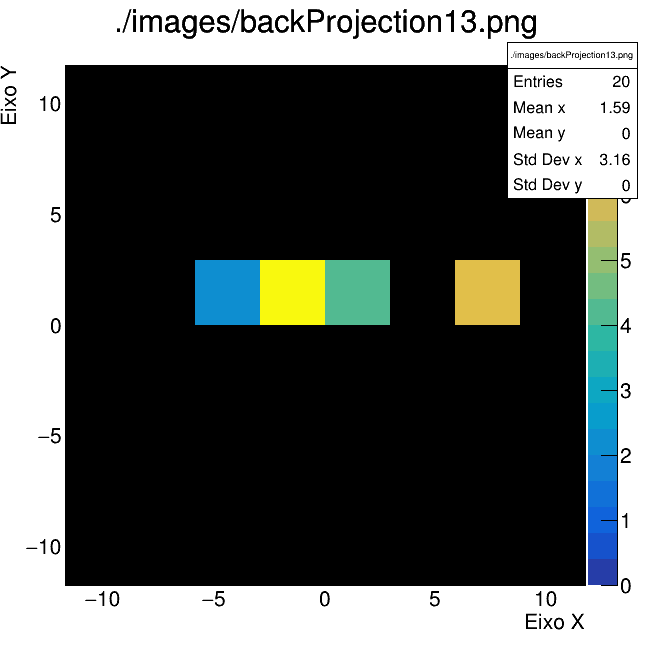 ./images/backProjection13.png
./images/backProjection13.png
Entries 20
Mean x 1.59
Mean y 0
Std Dev x 3.16
Std Dev y 0
Eixo Y
10
5
0
−5
−10
−10 −5 0 5 10
Eixo X
5
4
3
2
1
0